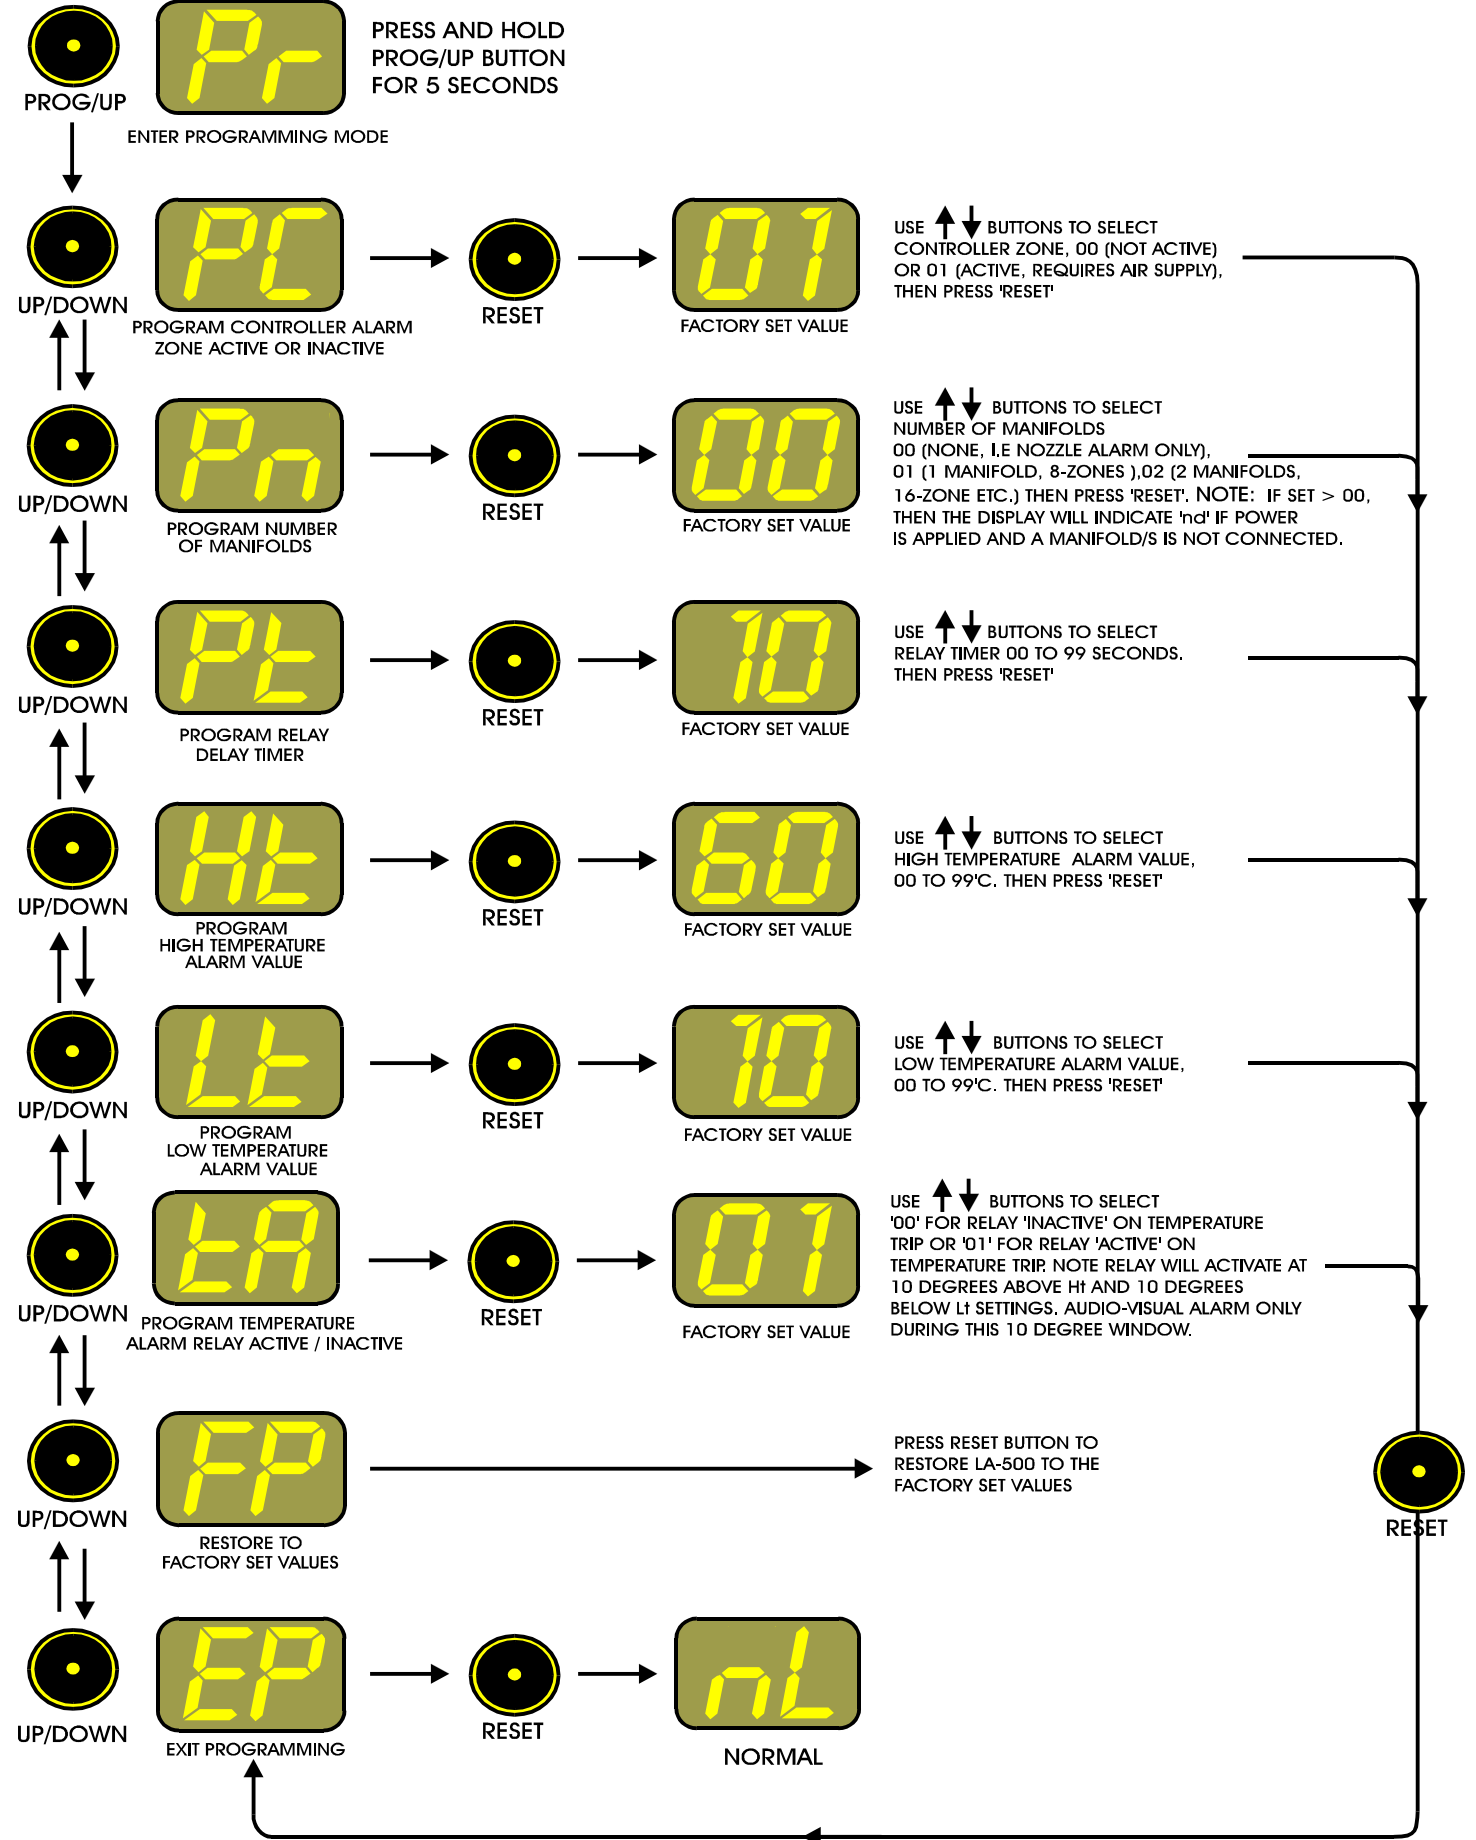 Pr
PRESS AND HOLD
PROG/UP BUTTON
FOR 5 SECONDS
PROG/UP
ENTER PROGRAMMING MODE
UP/DOWN
PC
PROGRAM CONTROLLER ALARM
ZONE ACTIVE OR INACTIVE
RESET
01
FACTORY SET VALUE
USE BUTTONS TO SELECT
CONTROLLER ZONE, 00 (NOT ACTIVE)
OR 01 (ACTIVE, REQUIRES AIR SUPPLY),
THEN PRESS 'RESET'
UP/DOWN
Pn
PROGRAM NUMBER
OF MANIFOLDS
RESET
00
FACTORY SET VALUE
USE BUTTONS TO SELECT
NUMBER OF MANIFOLDS
00 (NONE, I.E NOZZLE ALARM ONLY),
01 (1 MANIFOLD, 8-ZONES ),02 (2 MANIFOLDS,
16-ZONE ETC.) THEN PRESS 'RESET'. NOTE: IF SET > 00,
THEN THE DISPLAY WILL INDICATE 'nd' IF POWER
IS APPLIED AND A MANIFOLD/S IS NOT CONNECTED.
UP/DOWN
Pt
PROGRAM RELAY
DELAY TIMER
RESET
10
FACTORY SET VALUE
USE BUTTONS TO SELECT
RELAY TIMER 00 TO 99 SECONDS.
THEN PRESS 'RESET'
UP/DOWN
Ht
PROGRAM
HIGH TEMPERATURE
ALARM VALUE
RESET
60
FACTORY SET VALUE
USE BUTTONS TO SELECT
HIGH TEMPERATURE ALARM VALUE,
00 TO 99'C. THEN PRESS 'RESET'
UP/DOWN
Lt
PROGRAM
LOW TEMPERATURE
ALARM VALUE
RESET
10
FACTORY SET VALUE
USE BUTTONS TO SELECT
LOW TEMPERATURE ALARM VALUE,
00 TO 99'C. THEN PRESS 'RESET'
UP/DOWN
tA
PROGRAM TEMPERATURE
ALARM RELAY ACTIVE / INACTIVE
RESET
01
FACTORY SET VALUE
USE BUTTONS TO SELECT
'00' FOR RELAY 'INACTIVE' ON TEMPERATURE
TRIP OR '01' FOR RELAY 'ACTIVE' ON
TEMPERATURE TRIP. NOTE RELAY WILL ACTIVATE AT
10 DEGREES ABOVE Ht AND 10 DEGREES
BELOW Lt SETTINGS. AUDIO-VISUAL ALARM ONLY
DURING THIS 10 DEGREE WINDOW.
UP/DOWN
FP
RESTORE TO
FACTORY SET VALUES
PRESS RESET BUTTON TO
RESTORE LA-500 TO THE
FACTORY SET VALUES
RESET
UP/DOWN
EP
EXIT PROGRAMMING
RESET
nL
NORMAL